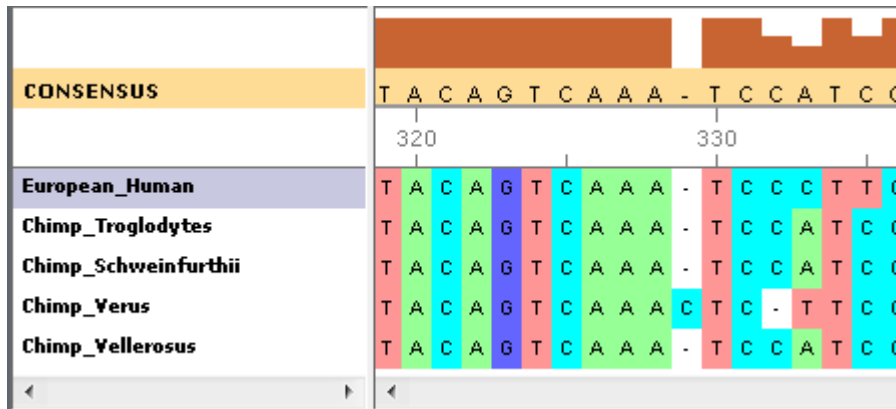 CONSENSUS T A C A G T C A A A - T C C A T C C
320 330
European_Human T A C A G T C A A A - T C C C T T C
Chimp_Troglodytes T A C A G T C A A A - T C C A T C C
Chimp_Schweinfurthii T A C A G T C A A A - T C C A T C C
Chimp_Verus T A C A G T C A A A C T C - T T C C
Chimp_Vellerosus T A C A G T C A A A - T C C A T C C